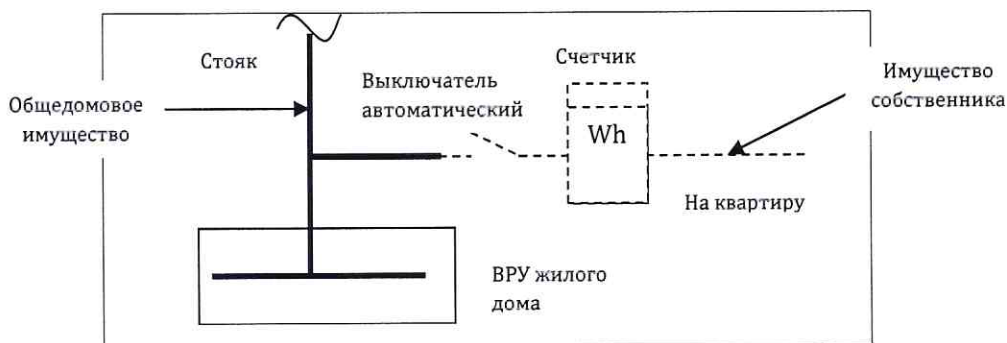 Стояк
Общедомовое
имущество
Выключатель
автоматический
Счетчик
Wh
Имущество
собственника
На квартиру
ВРУ жилого
дома